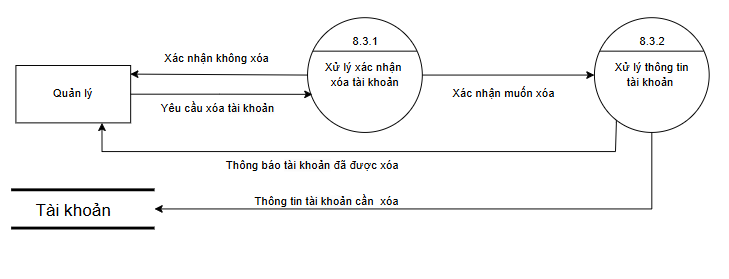 8.3.1
Xử lý xác nhận
xóa tài khoản
8.3.2
Xử lý thông tin
tài khoản
Xác nhận không xóa
Quản lý
Yêu cầu xóa tài khoản
Xác nhận muốn xóa
Thông báo tài khoản đã được xóa
Thông tin tài khoản cần xóa
Tài khoản